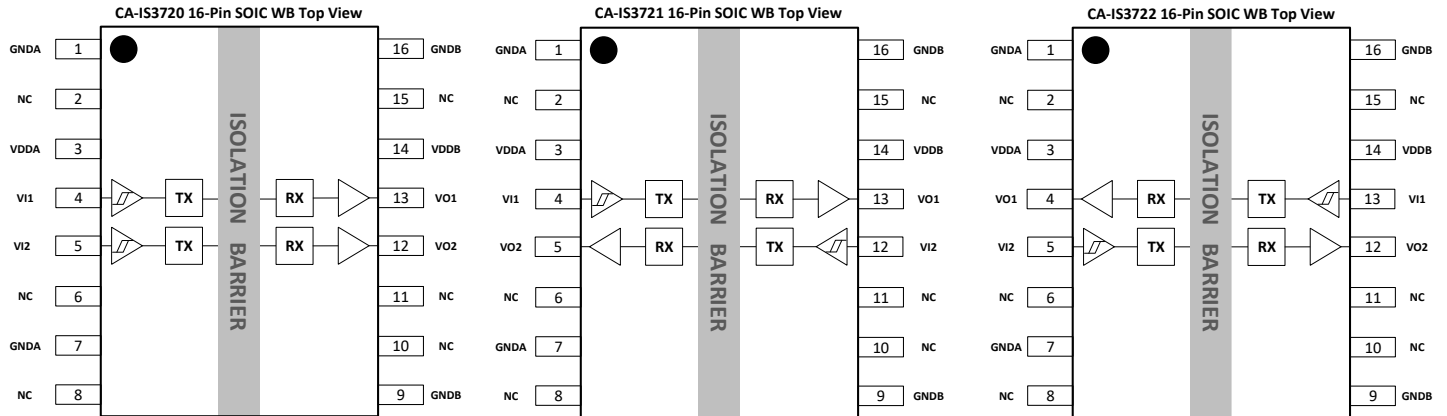 CA-IS3720 16-Pin SOIC WB Top View
GNDA 1 16 GNDB
NC 2 15 NC
VDDA 3 14 VDDB
VI1 4 TX RX 13 VO1
VI2 5 TX RX 12 VO2
NC 6 11 NC
GNDA 7 10 NC
NC 8 9 GNDB
ISOLATION BARRIER
CA-IS3721 16-Pin SOIC WB Top View
GNDA 1 16 GNDB
NC 2 15 NC
VDDA 3 14 VDDB
VI1 4 TX RX 13 VO1
VO2 5 RX TX 12 VI2
NC 6 11 NC
GNDA 7 10 NC
NC 8 9 GNDB
ISOLATION BARRIER
CA-IS3722 16-Pin SOIC WB Top View
GNDA 1 16 GNDB
NC 2 15 NC
VDDA 3 14 VDDB
VO1 4 RX TX 13 VI1
VI2 5 TX RX 12 VO2
NC 6 11 NC
GNDA 7 10 NC
NC 8 9 GNDB
ISOLATION BARRIER